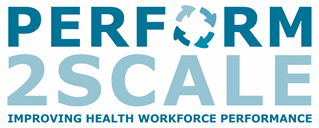 PERFORM
2SCALE
IMPROVING HEALTH WORKFORCE PERFORMANCE